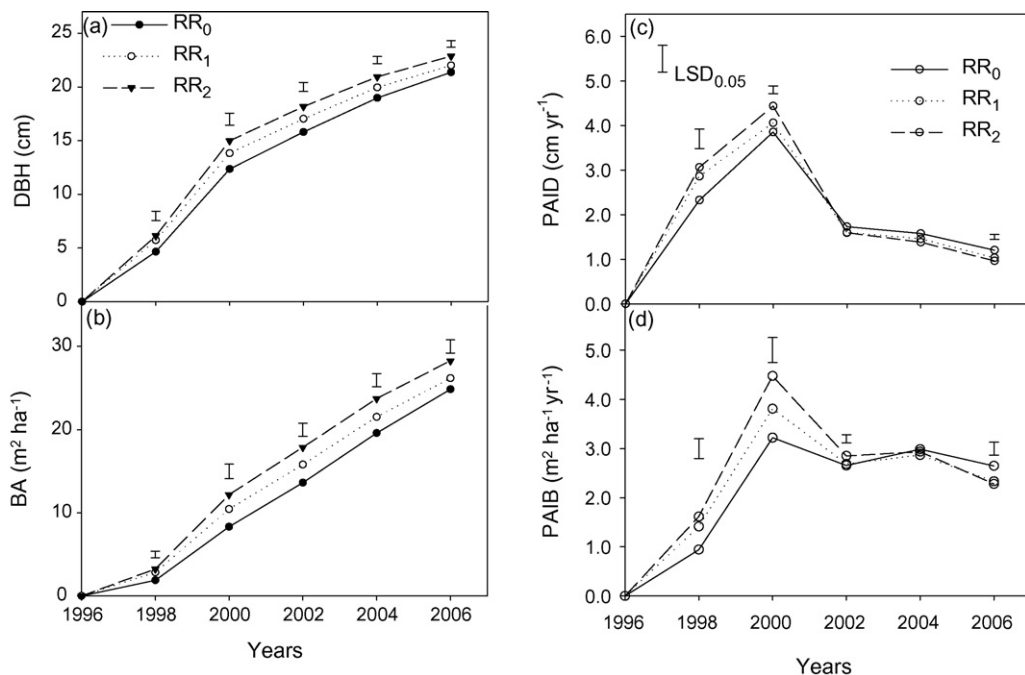 (a)
RR₀
RR₁
RR₂
25
20
15
10
5
0
DBH (cm)
(b)
30
20
10
0
BA (m² ha⁻¹)
1996 1998 2000 2002 2004 2006
Years
(c)
LSD₀.₀₅
RR₀
RR₁
RR₂
6.0
5.0
4.0
3.0
2.0
1.0
0.0
PAID (cm yr⁻¹)
(d)
5.0
4.0
3.0
2.0
1.0
0.0
PAIB (m² ha⁻¹ yr⁻¹)
1996 1998 2000 2002 2004 2006
Years